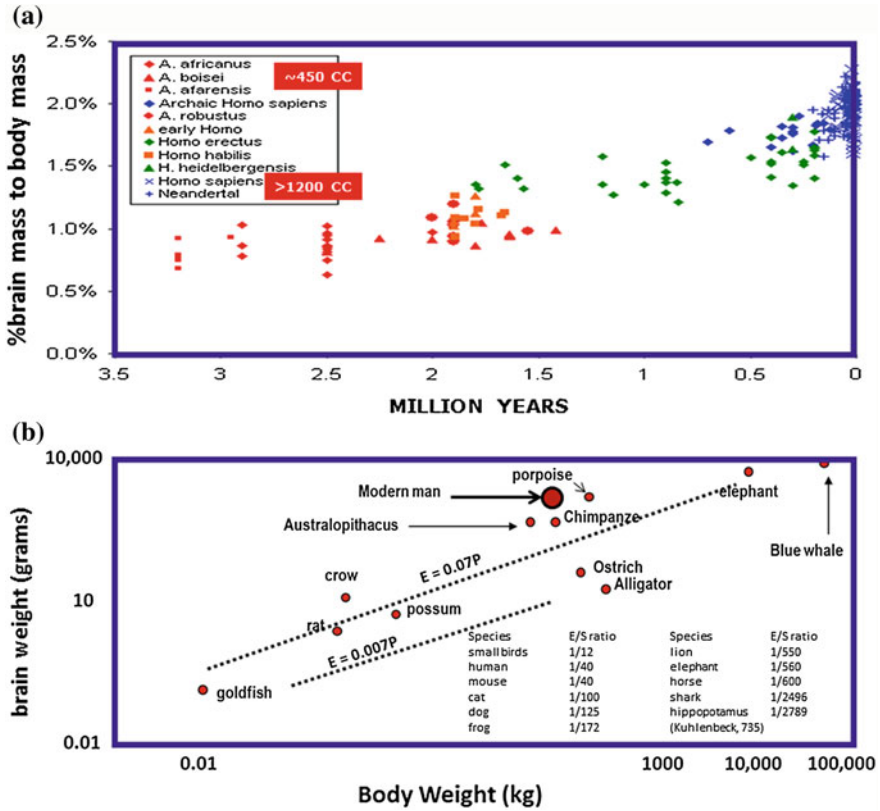 (a)
%brain mass to body mass
2.5%
2.0%
1.5%
1.0%
0.5%
0.0%
A. africanus
A. boisei
A. afarensis
Archaic Homo sapiens
A. robustus
early Homo
Homo erectus
Homo habilis
H. heidelbergensis
Homo sapiens
Neandertal
~450 CC
>1200 CC
3.5 3 2.5 2 1.5 1 0.5 0
MILLION YEARS
(b)
brain weight (grams)
10,000
10
0.01
porpoise
Modern man
elephant
Australopithacus
Chimpanze
Blue whale
E = 0.07P
Ostrich
Alligator
crow
possum
rat
E = 0.007P
goldfish
Species E/S ratio Species E/S ratio
small birds 1/12 lion 1/550
human 1/40 elephant 1/560
mouse 1/40 horse 1/600
cat 1/100 shark 1/2496
dog 1/125 hippopotamus 1/2789
frog 1/172 (Kuhlenbeck, 735)
0.01 1000 10,000 100,000
Body Weight (kg)